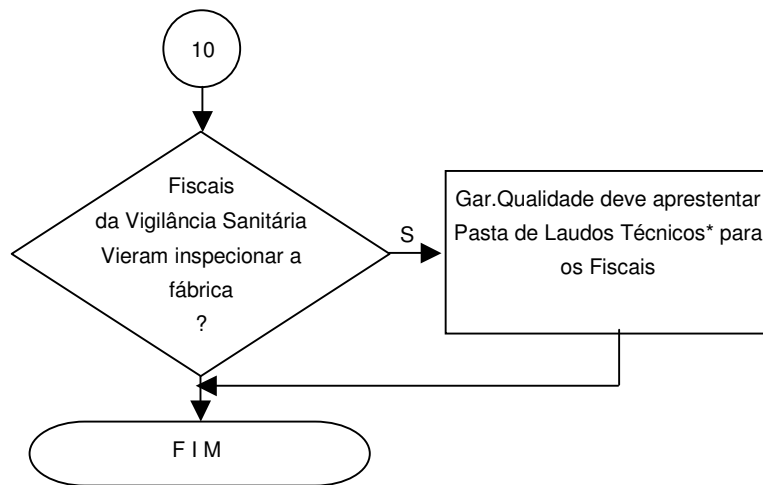 10
Fiscais
da Vigilância Sanitária
Vieram inspecionar a
fábrica
?
S
Gar.Qualidade deve aprestentar
Pasta de Laudos Técnicos* para
os Fiscais
F I M